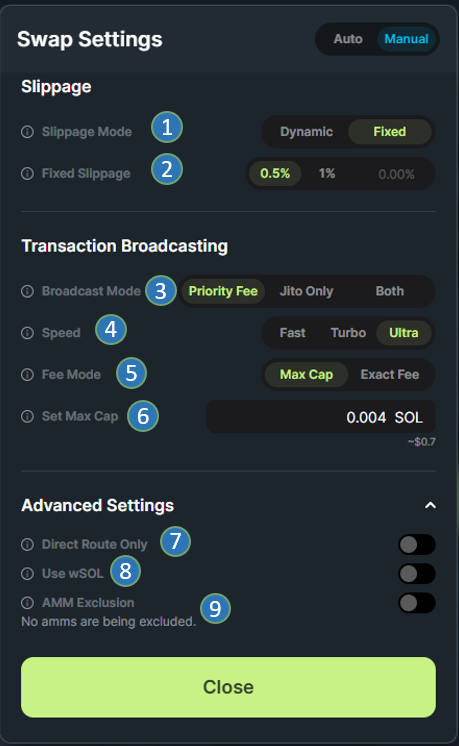 Swap Settings Auto Manual
Slippage
Slippage Mode 1 Dynamic Fixed
Fixed Slippage 2 0.5% 1% 0.00%
Transaction Broadcasting
Broadcast Mode 3 Priority Fee Jito Only Both
Speed 4 Fast Turbo Ultra
Fee Mode 5 Max Cap Exact Fee
Set Max Cap 6 0.004 SOL
~$0.7
Advanced Settings
Direct Route Only 7
Use wSOL 8
AMM Exclusion 9
No amms are being excluded.
Close